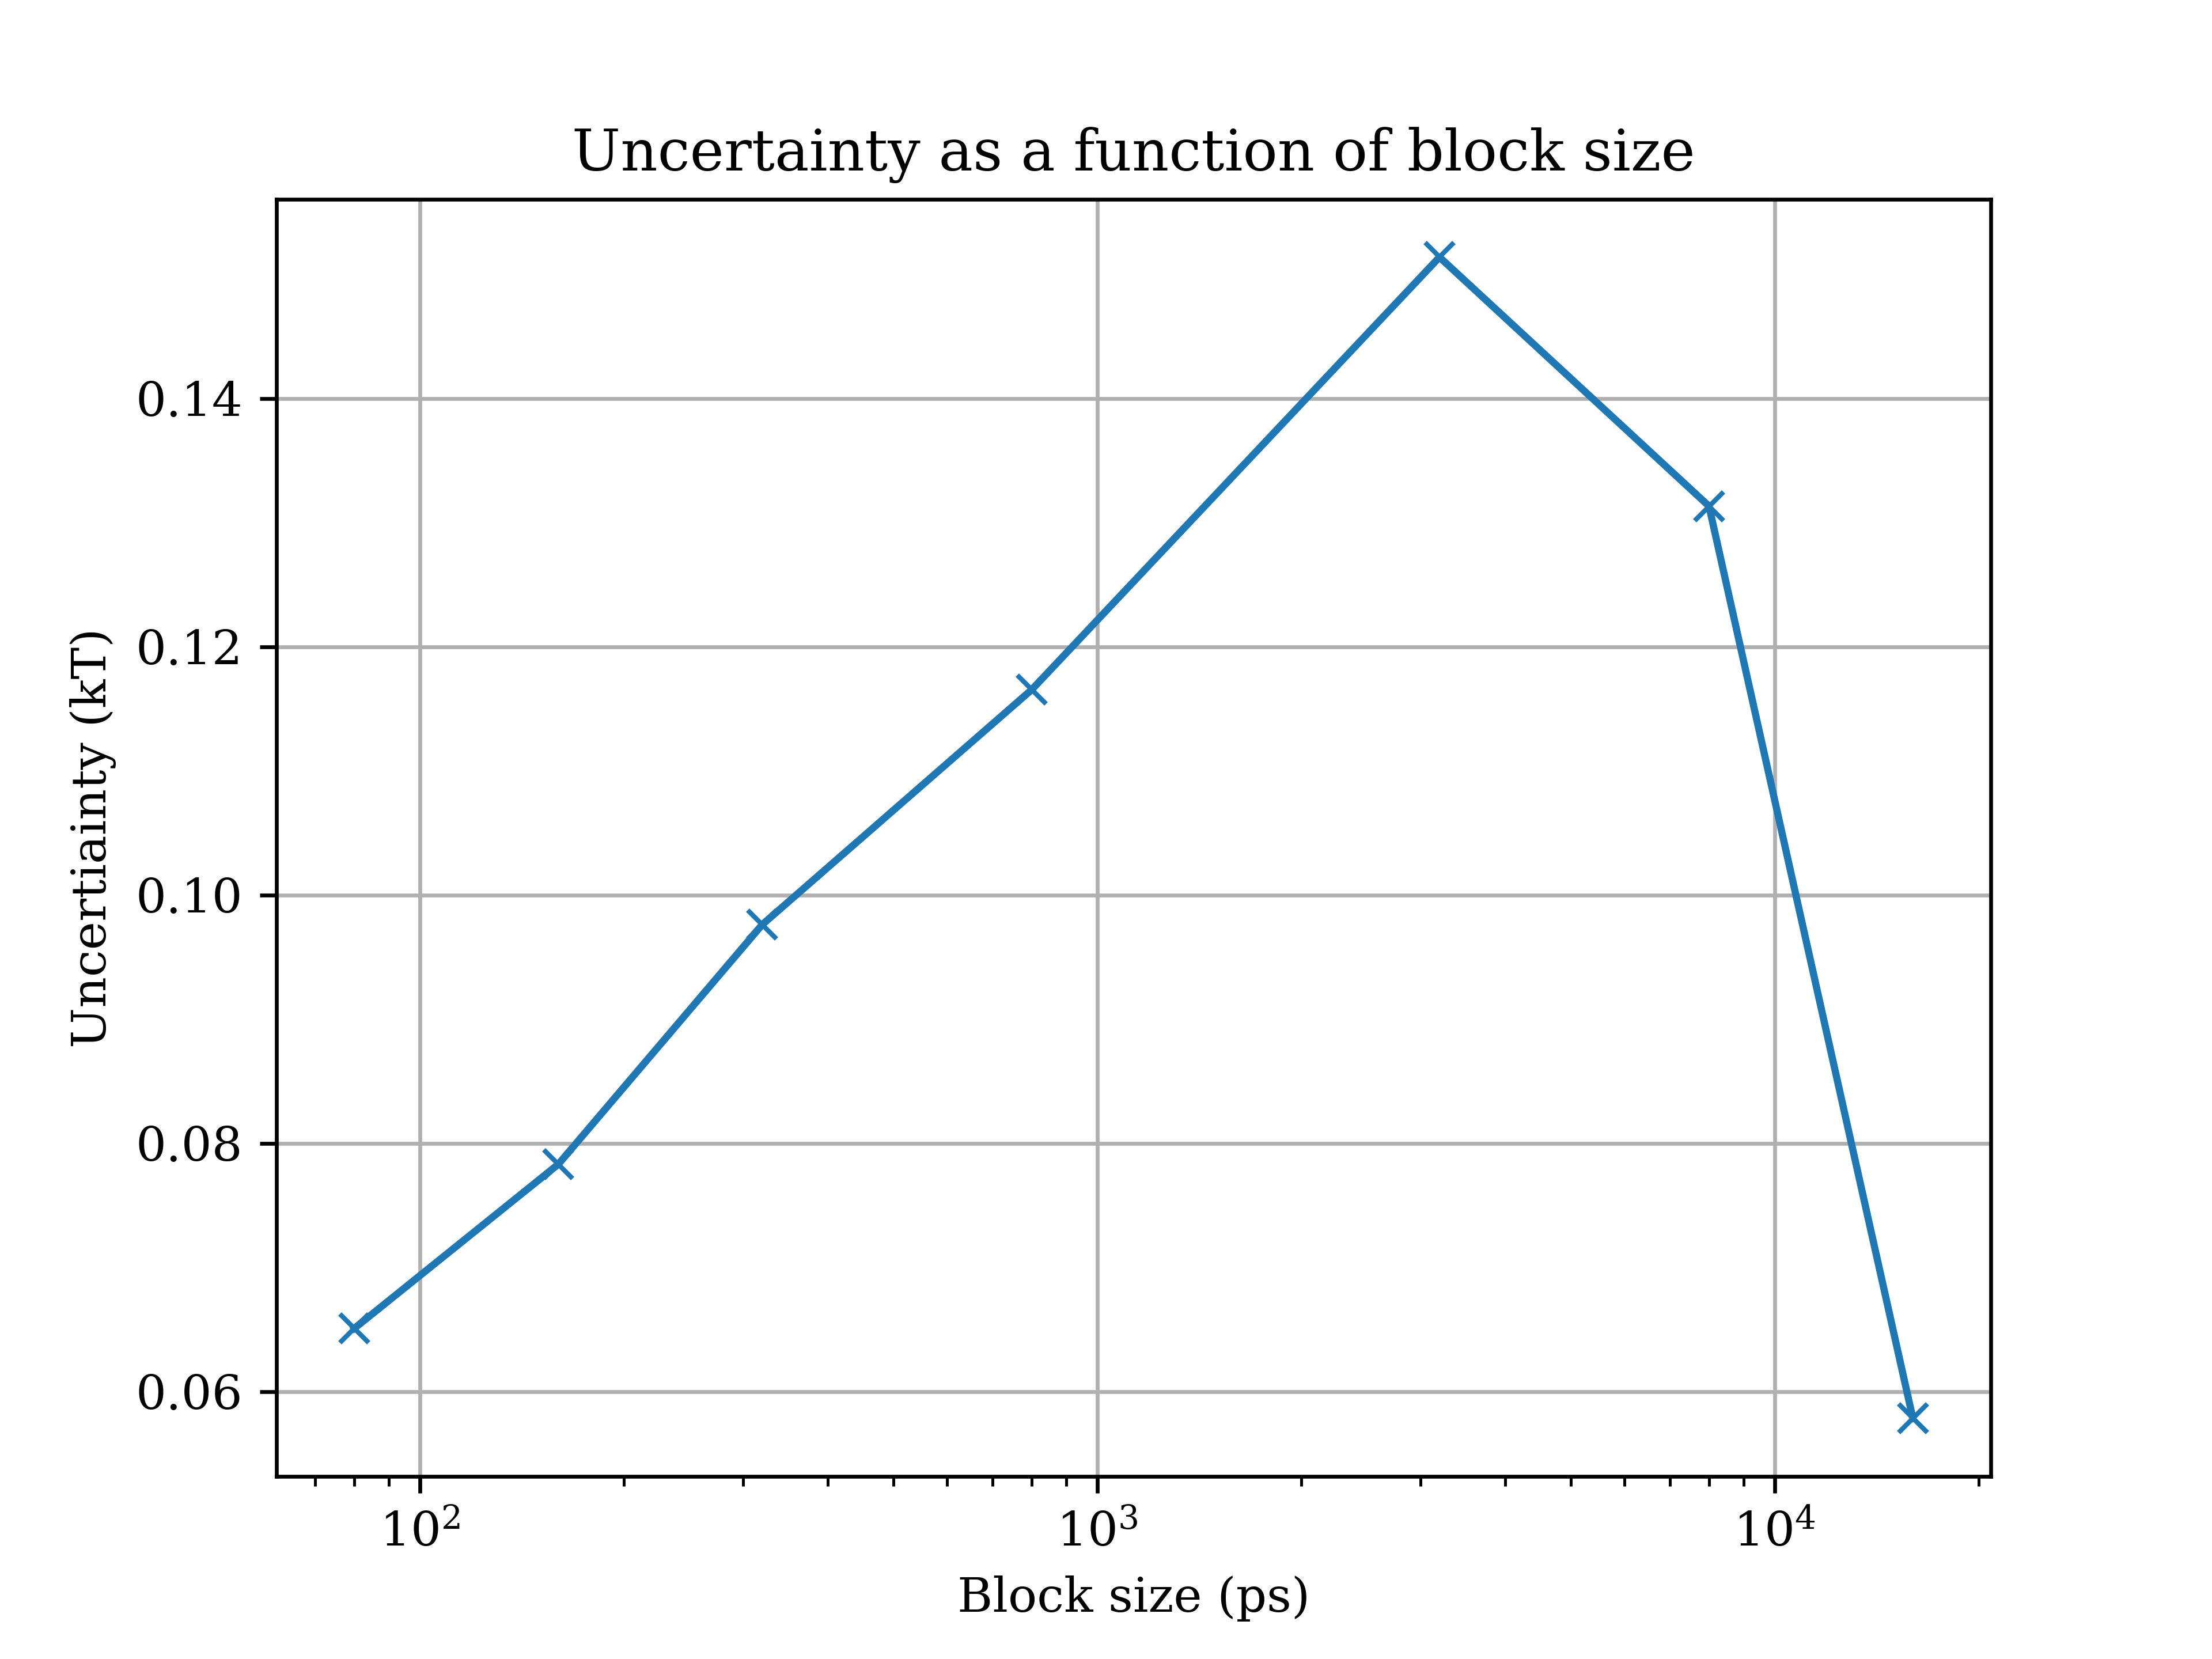 Uncertainty as a function of block size
Uncertiainty (kT)
0.14
0.12
0.10
0.08
0.06
10²
10³
10⁴
Block size (ps)